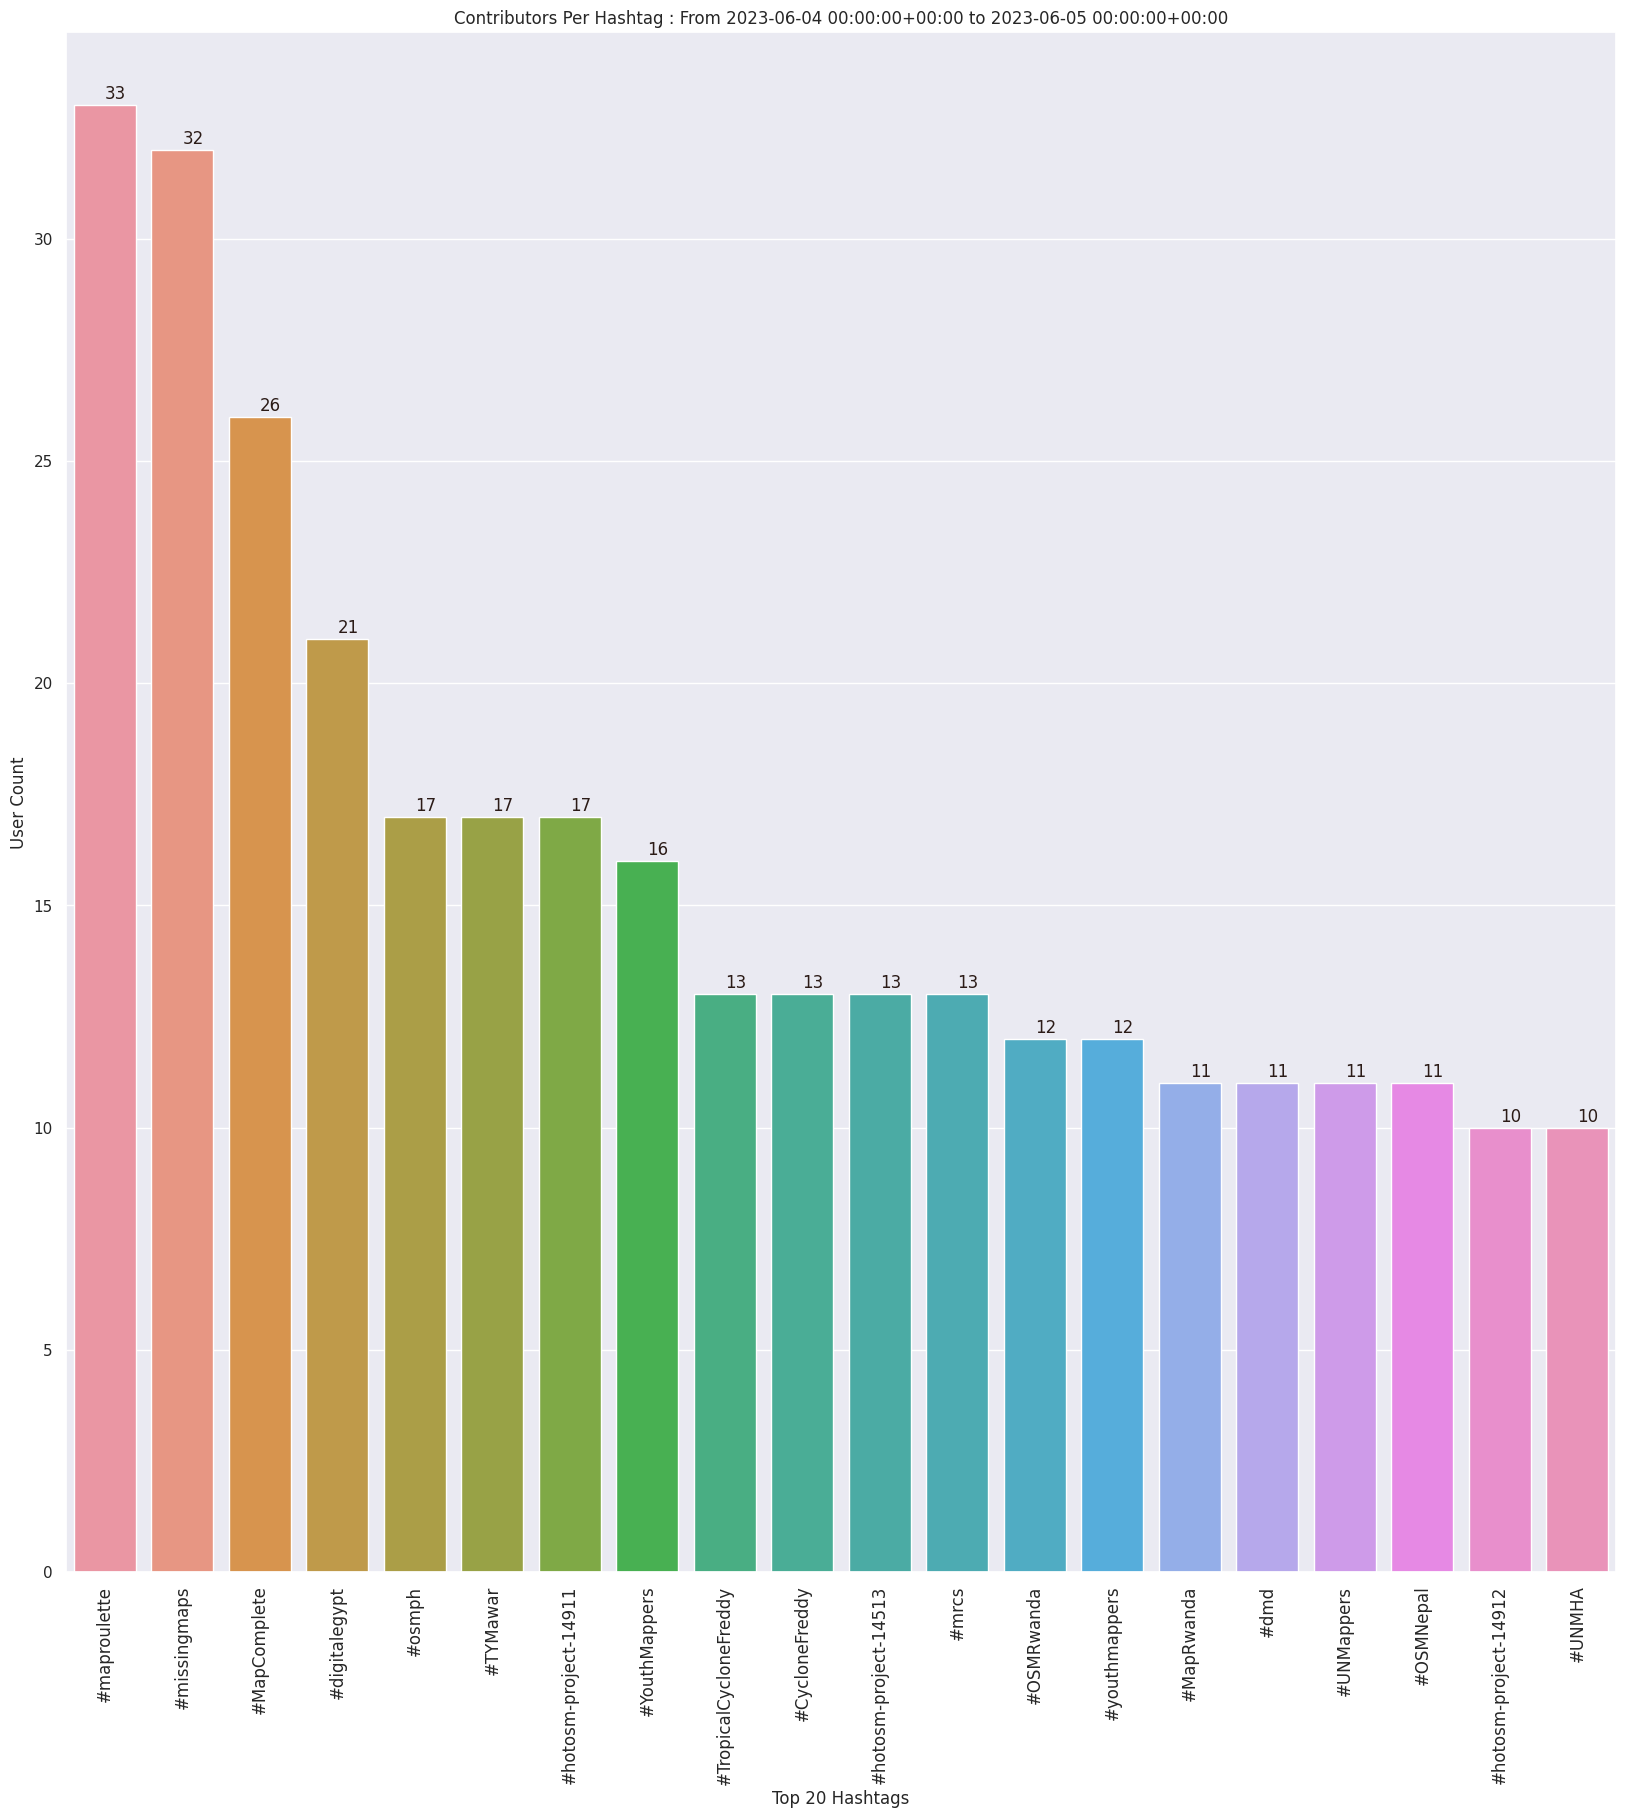 Contributors Per Hashtag : From 2023-06-04 00:00:00+00:00 to 2023-06-05 00:00:00+00:00
33
32
26
21
17
17
17
16
13
13
13
13
12
12
11
11
11
11
10
10
30
25
20
15
10
5
0
User Count
#maproulette
#missingmaps
#MapComplete
#digitalegypt
#osmph
#TYMawar
#hotosm-project-14911
#YouthMappers
#TropicalCycloneFreddy
#CycloneFreddy
#hotosm-project-14513
#mrcs
#OSMRwanda
#youthmappers
#MapRwanda
#dmd
#UNMappers
#OSMNepal
#hotosm-project-14912
#UNMHA
Top 20 Hashtags